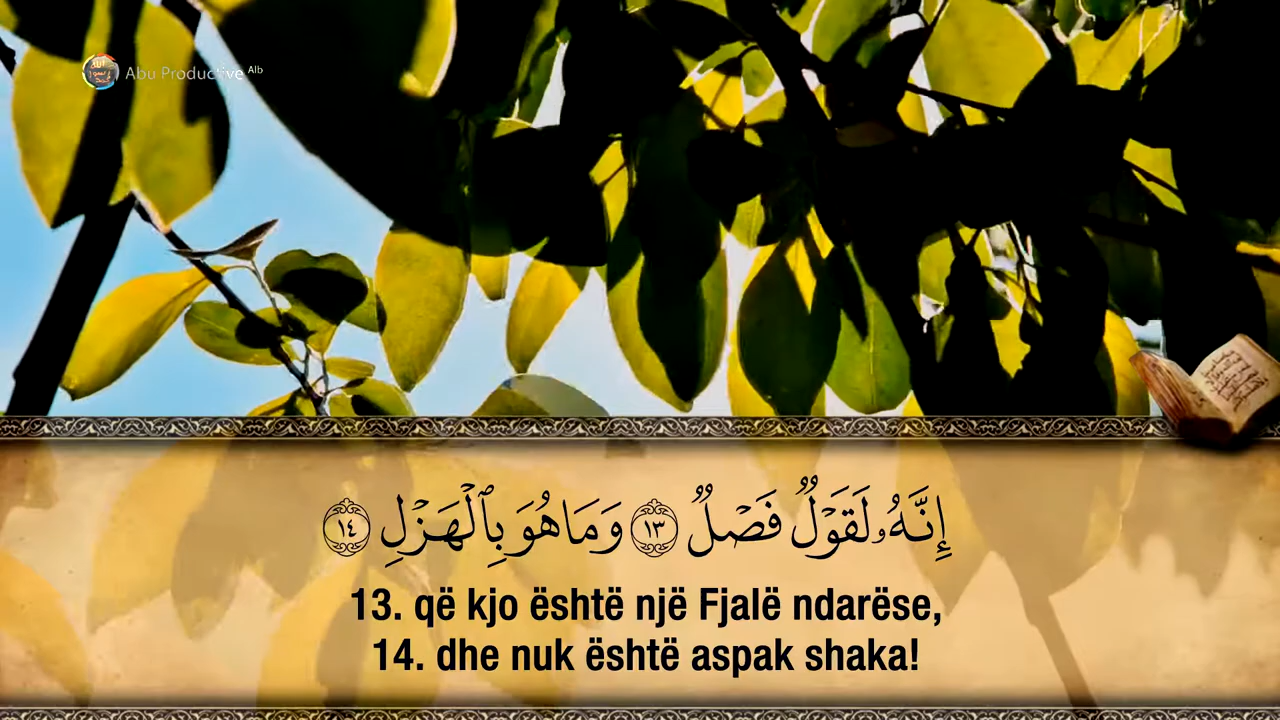 Abu Productive Alb
إِنَّهُۥ لَقَوْلٌ فَصْلٌ ١٣ وَمَا هُوَ بِٱلْهَزْلِ ١٤
13. që kjo është një Fjalë ndarëse,
14. dhe nuk është aspak shaka!